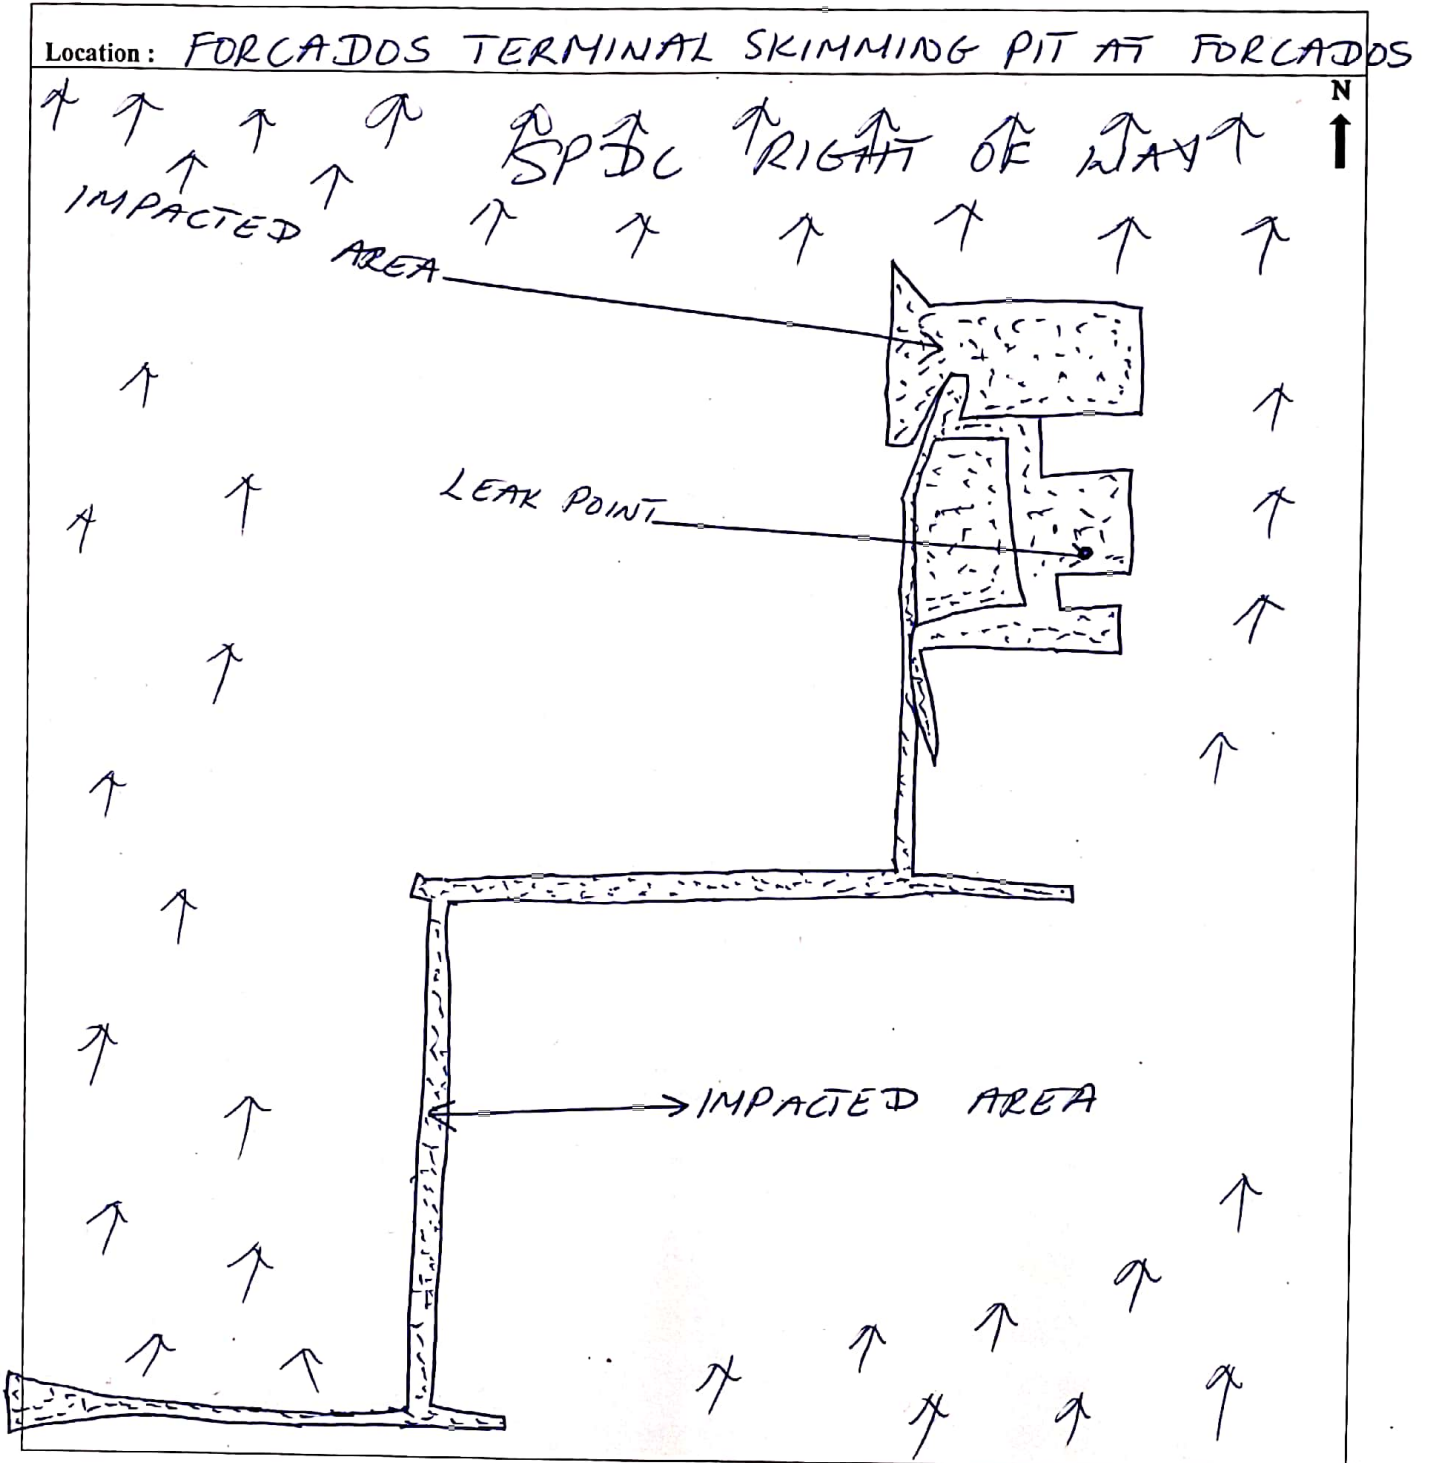 Location : FORCADOS TERMINAL SKIMMING PIT AT FORCADOS
N
SPDC RIGHT OF WAY
IMPACTED AREA
LEAK POINT
IMPACTED AREA